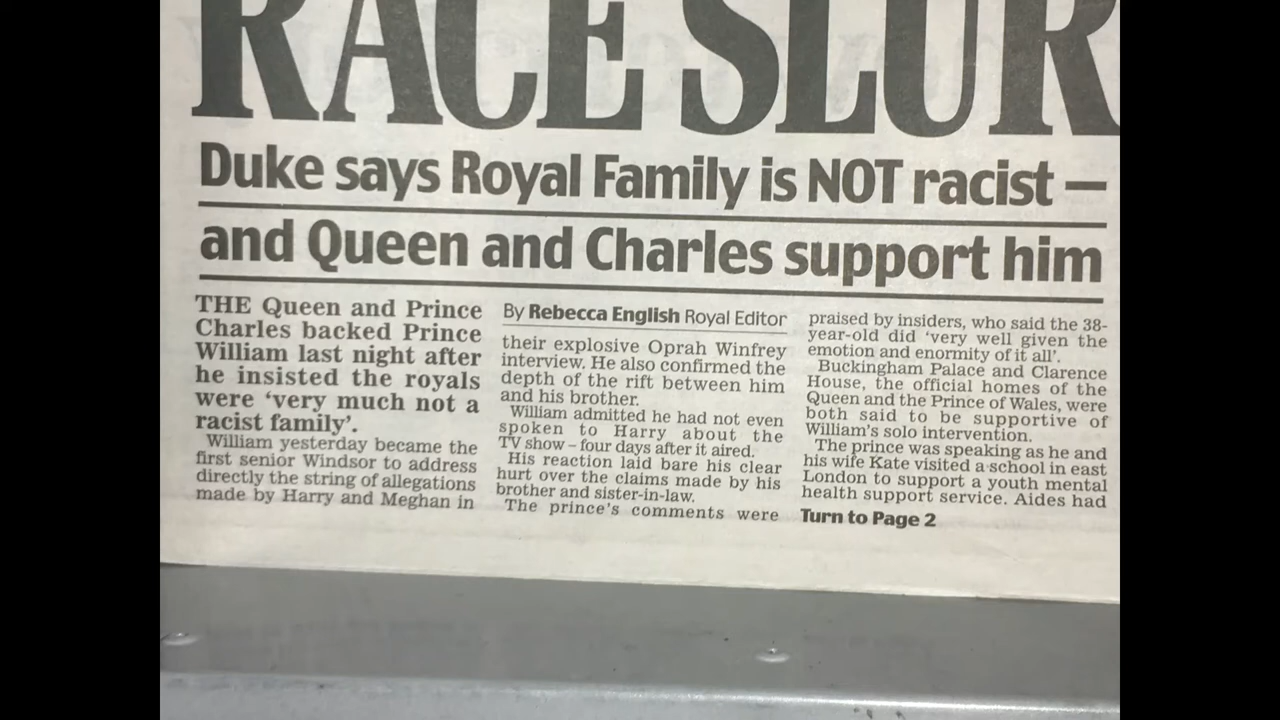 RACE SLUR
Duke says Royal Family is NOT racist –
and Queen and Charles support him
THE Queen and Prince
Charles backed Prince
William last night after
he insisted the royals
were ‘very much not a
racist family’.
William yesterday became the
first senior Windsor to address
directly the string of allegations
made by Harry and Meghan in
By Rebecca English Royal Editor
their explosive Oprah Winfrey
interview. He also confirmed the
depth of the rift between him
and his brother.
William admitted he had not even
spoken to Harry about the
TV show – four days after it aired.
His reaction laid bare his clear
hurt over the claims made by his
brother and sister-in-law.
The prince’s comments were
praised by insiders, who said the 38-
year-old did ‘very well given the
emotion and enormity of it all’.
Buckingham Palace and Clarence
House, the official homes of the
Queen and the Prince of Wales, were
both said to be supportive of
William’s solo intervention.
The prince was speaking as he and
his wife Kate visited a school in east
London to support a youth mental
health support service. Aides had
Turn to Page 2